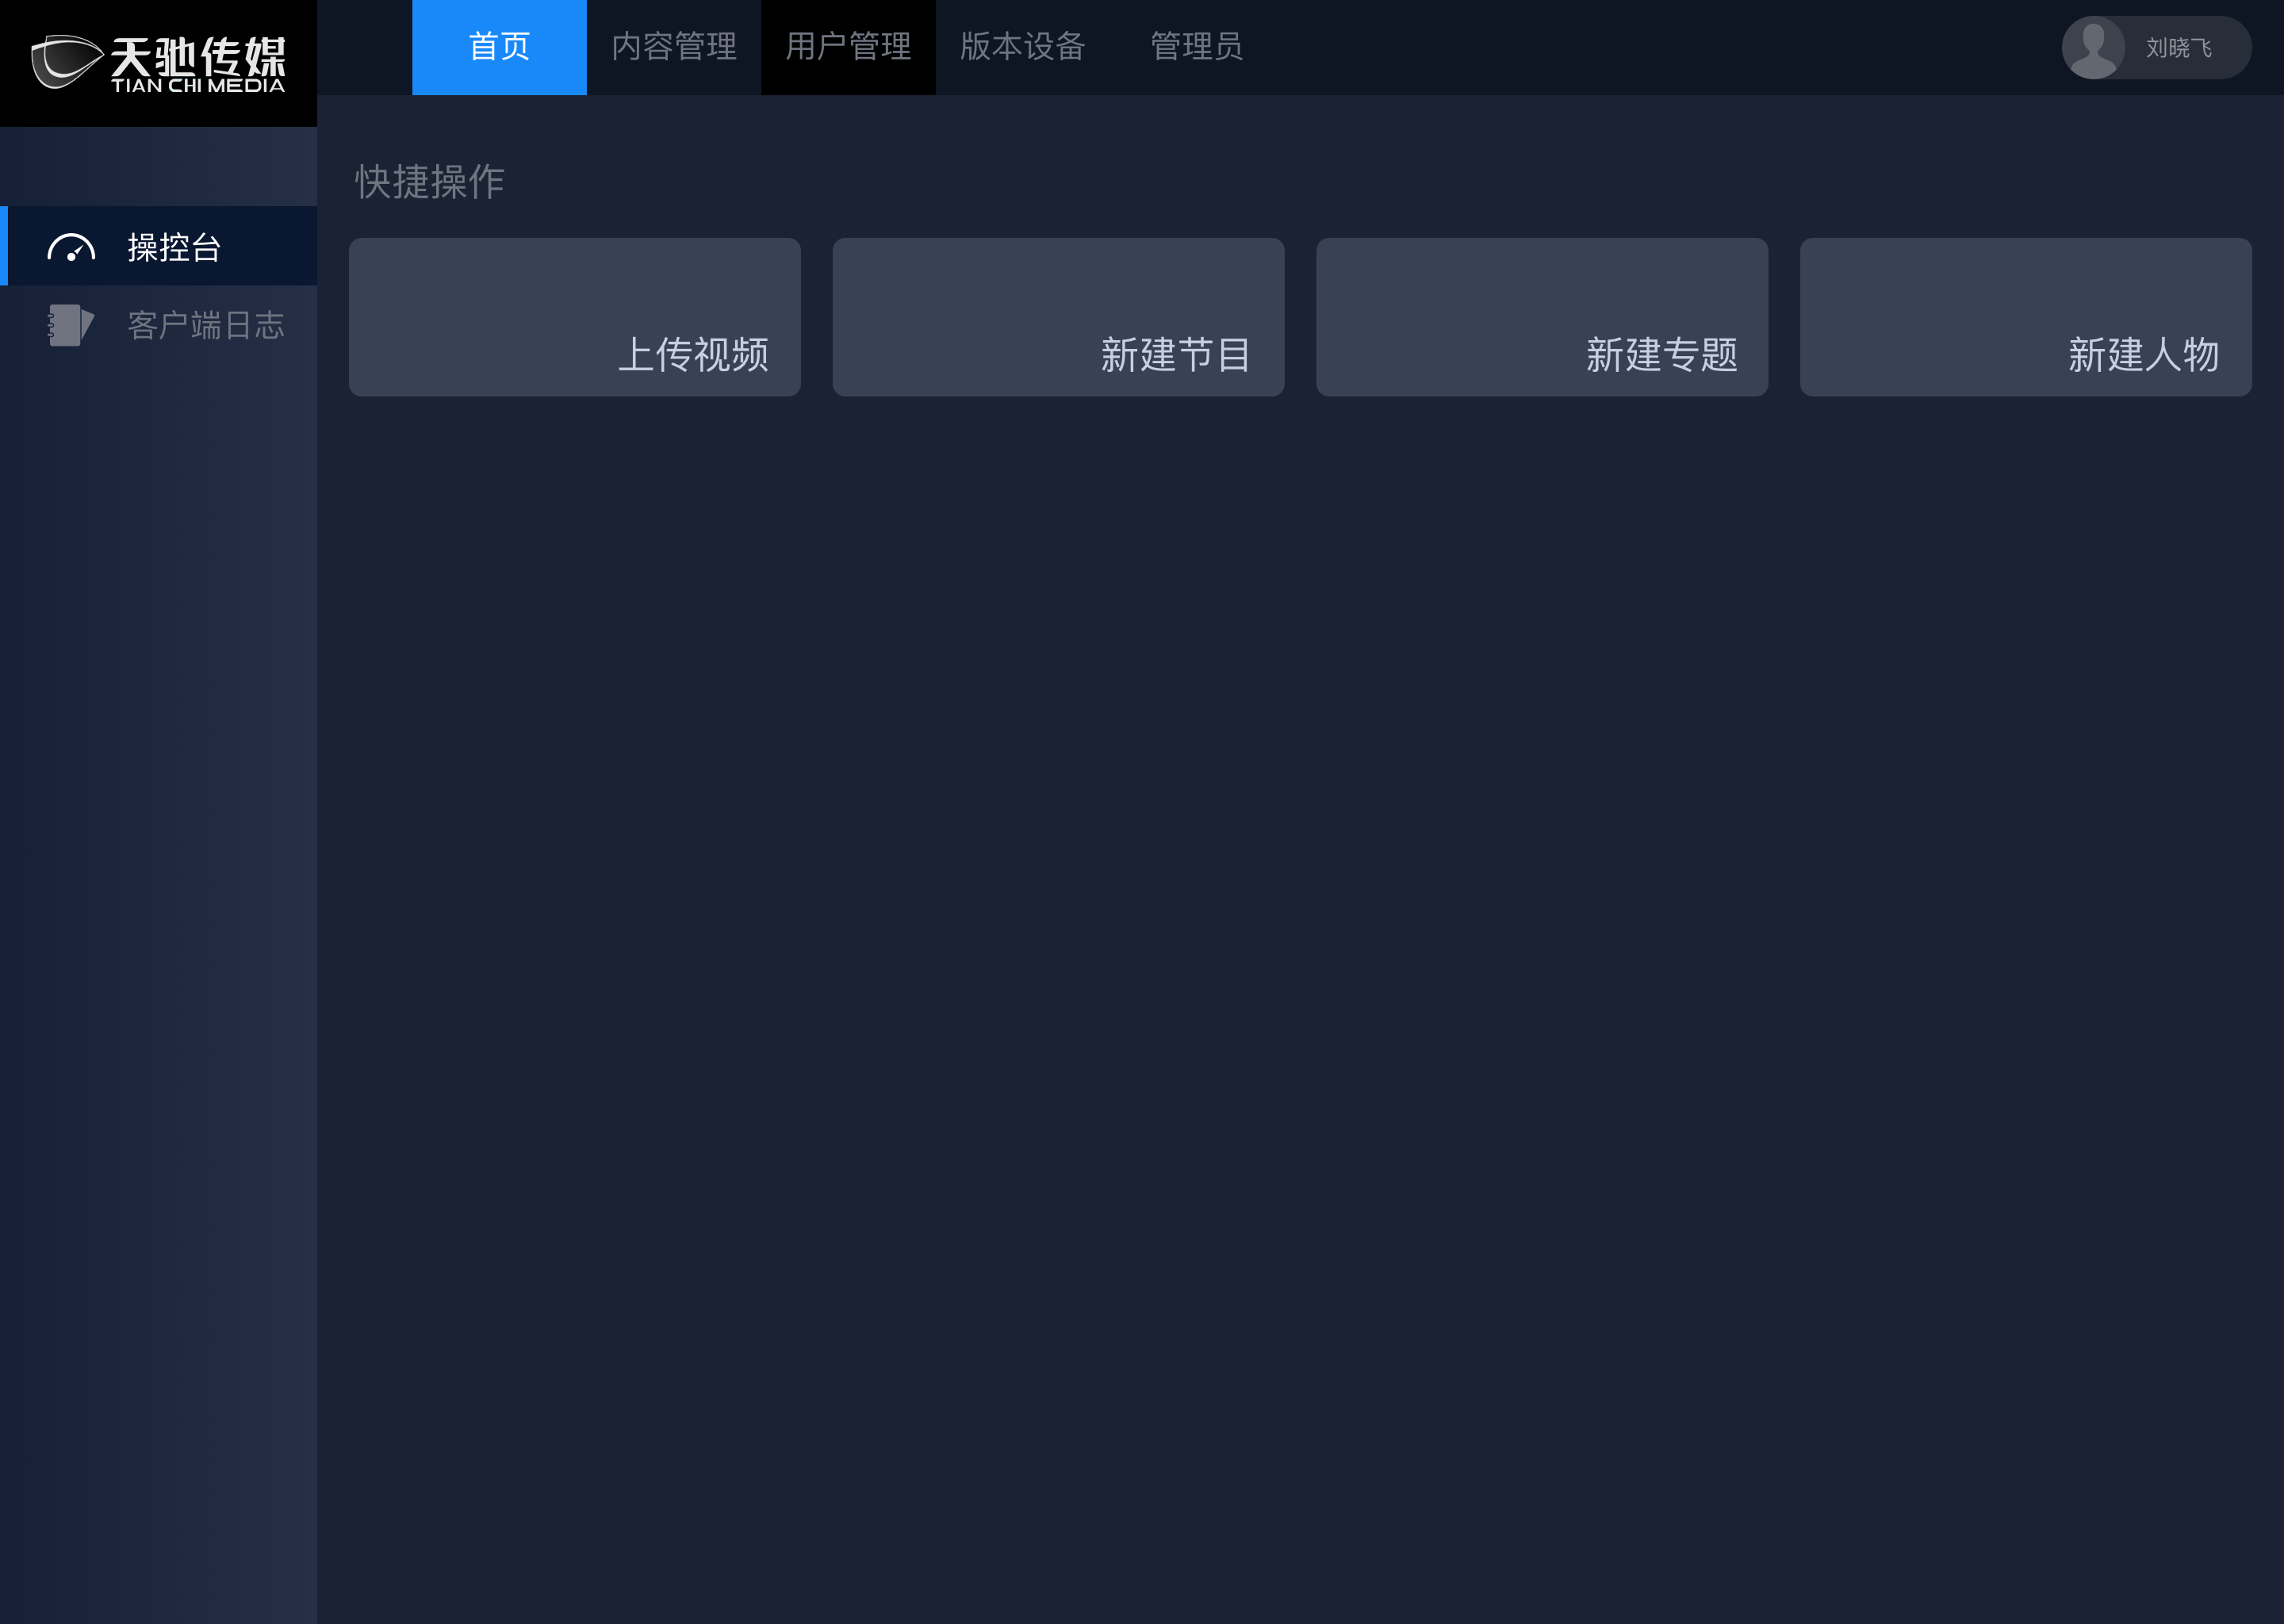 天驰传媒
TIAN CHI MEDIA
首页 内容管理 用户管理 版本设备 管理员
刘晓飞
操控台
客户端日志
快捷操作
上传视频 新建节目 新建专题 新建人物